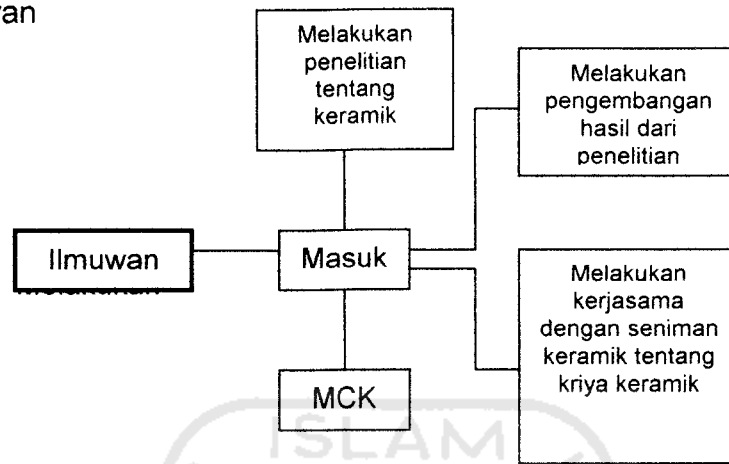 Melakukan
penelitian
tentang
keramik
Melakukan
pengembangan
hasil dari
penelitian
Ilmuwan
Masuk
Melakukan
kerjasama
dengan seniman
keramik tentang
kriya keramik
MCK
ISLAM